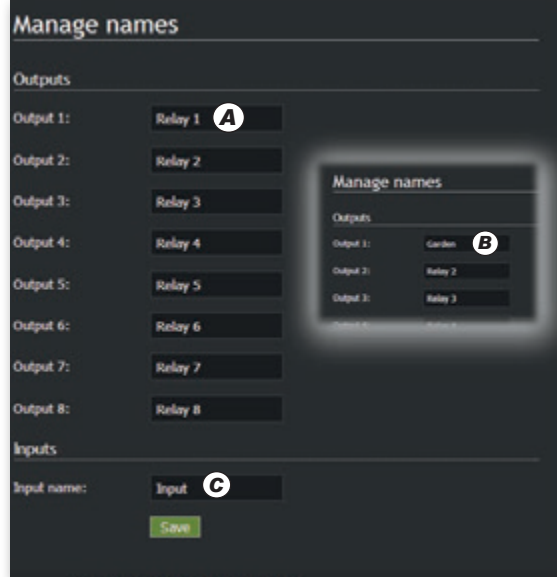 Manage names
Outputs
Output 1: Relay 1 A
Output 2: Relay 2
Output 3: Relay 3
Output 4: Relay 4
Output 5: Relay 5
Output 6: Relay 6
Output 7: Relay 7
Output 8: Relay 8
Inputs
Input name: Input C
Save
Manage names
Outputs
Output 1: Garden B
Output 2: Relay 2
Output 3: Relay 3